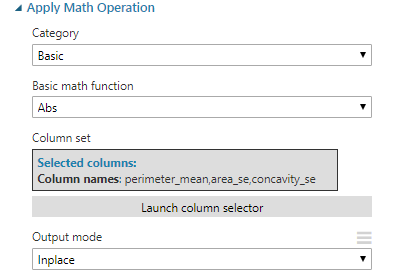 Apply Math Operation
Category
Basic
Basic math function
Abs
Column set
Selected columns:
Column names: perimeter_mean,area_se,concavity_se
Launch column selector
Output mode
Inplace